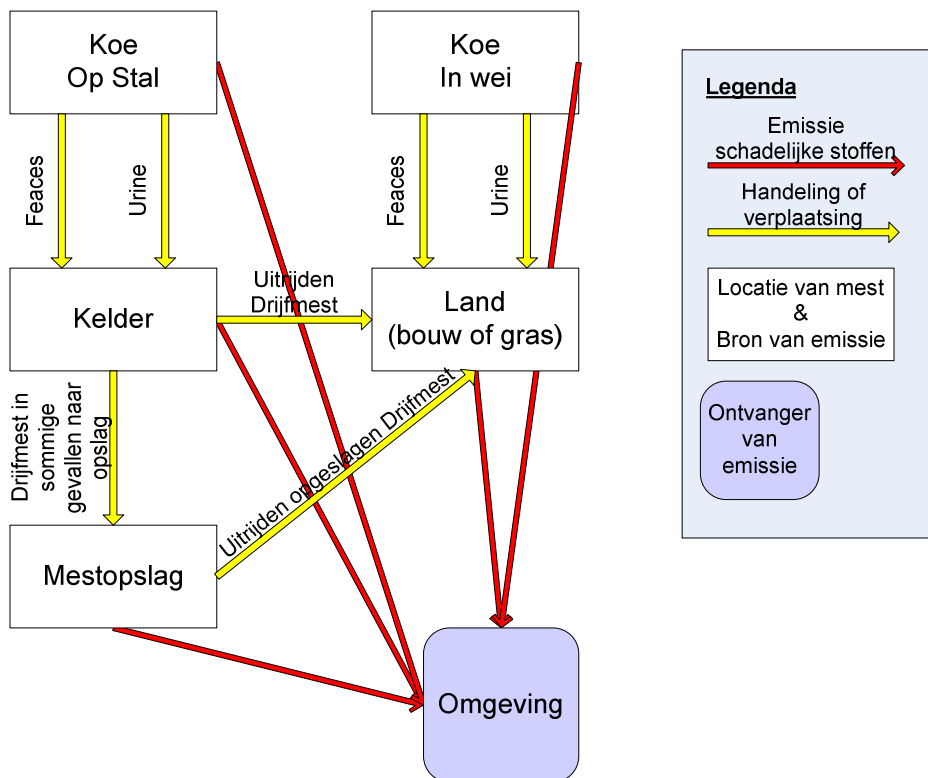 Koe
Op Stal
Koe
In wei
Feaces
Urine
Feaces
Urine
Kelder
Uitrijden
Drijfmest
Land
(bouw of gras)
Drijfmest in
sommige
gevallen naar
opslag
Uitrijden opgeslagen Drijfmest
Mestopslag
Omgeving
Legenda
Emissie
schadelijke stoffen
Handeling of
verplaatsing
Locatie van mest
&
Bron van emissie
Ontvanger
van
emissie